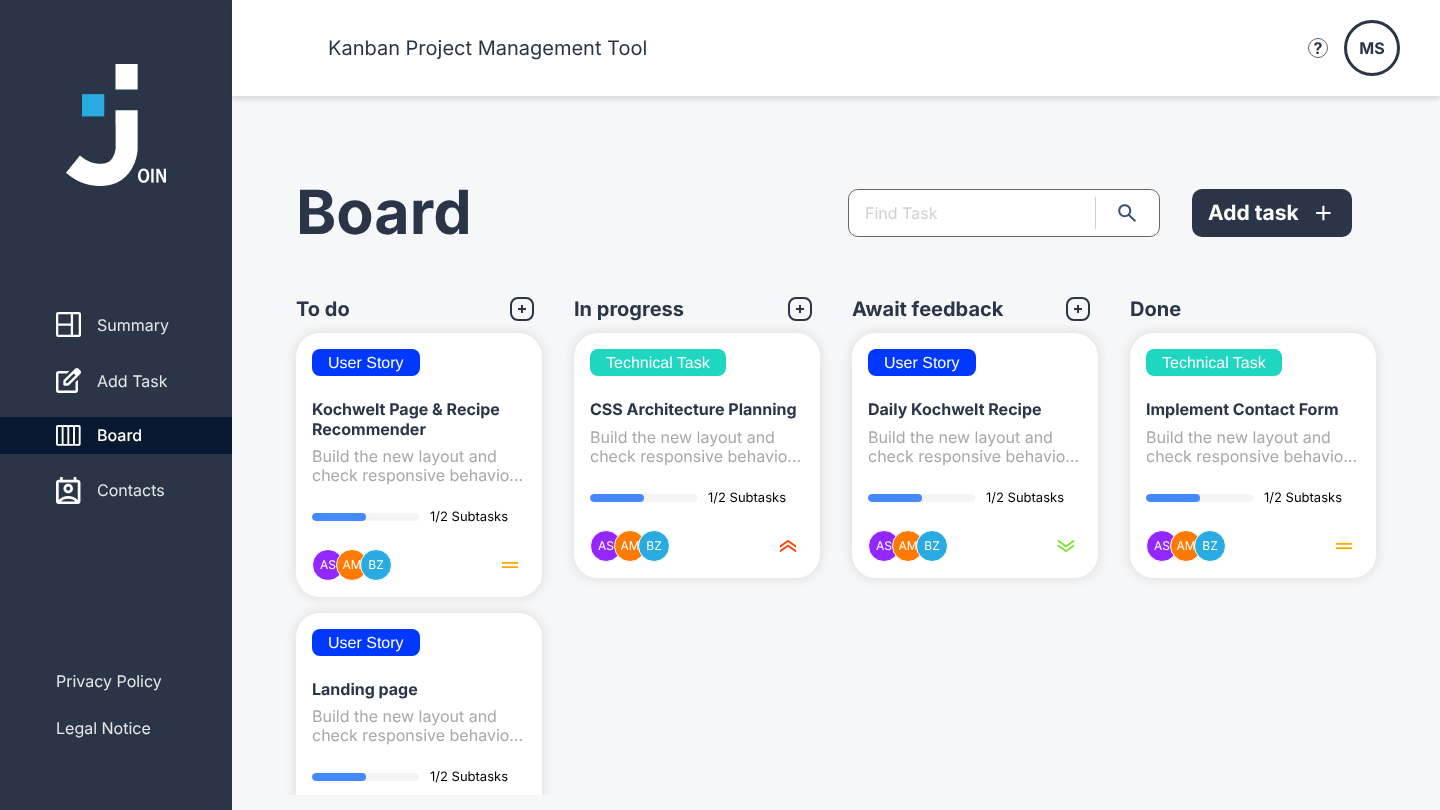 OIN
Summary
Add Task
Board
Contacts
Privacy Policy
Legal Notice
Kanban Project Management Tool
?
MS
Board
Find Task
Add task
To do
User Story
Kochwelt Page & Recipe
Recommender
Build the new layout and
check responsive behavio...
1/2 Subtasks
AS AM BZ
User Story
Landing page
Build the new layout and
check responsive behavio...
1/2 Subtasks
In progress
Technical Task
CSS Architecture Planning
Build the new layout and
check responsive behavio...
1/2 Subtasks
AS AM BZ
Await feedback
User Story
Daily Kochwelt Recipe
Build the new layout and
check responsive behavio...
1/2 Subtasks
AS AM BZ
Done
Technical Task
Implement Contact Form
Build the new layout and
check responsive behavio...
1/2 Subtasks
AS AM BZ